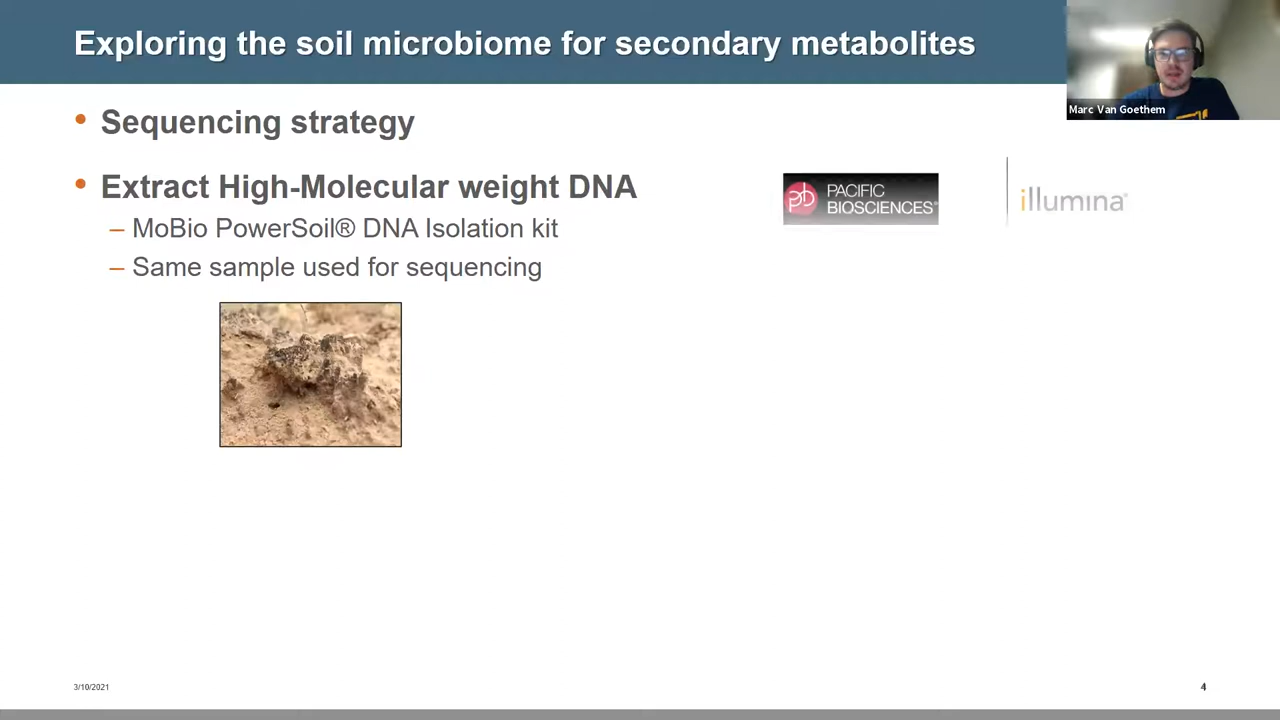 Exploring the soil microbiome for secondary metabolites
Marc Van Goethem
• Sequencing strategy
• Extract High-Molecular weight DNA
– MoBio PowerSoil® DNA Isolation kit
– Same sample used for sequencing
pb PACIFIC
BIOSCIENCES®
illumina®
3/10/2021
4